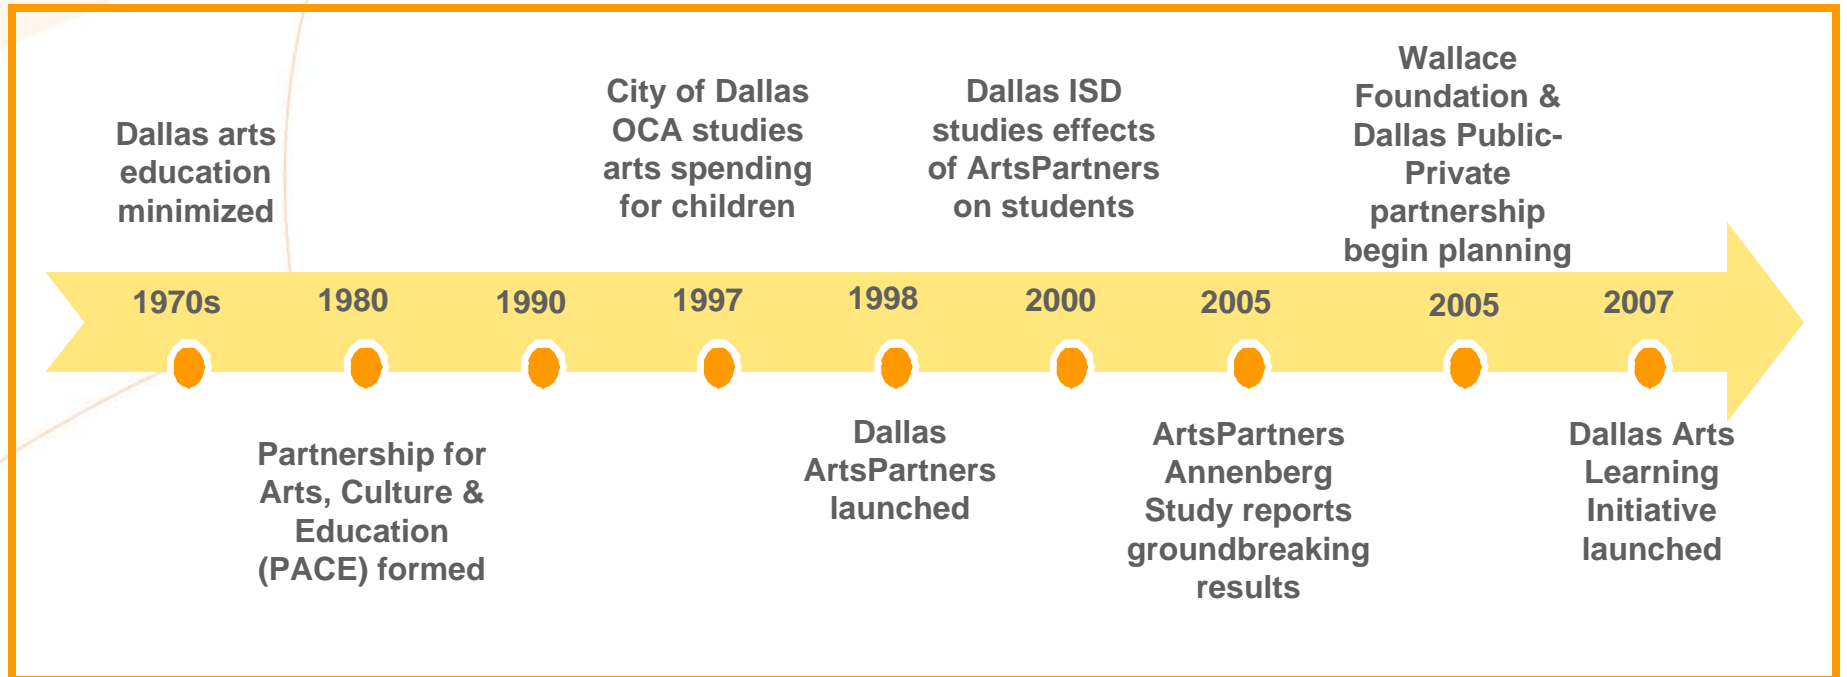 Dallas arts
education
minimized
City of Dallas
OCA studies
arts spending
for children
Dallas ISD
studies effects
of ArtsPartners
on students
Wallace
Foundation &
Dallas Public-
Private
partnership
begin planning
1970s
1980
1990
1997
1998
2000
2005
2005
2007
Partnership for
Arts, Culture &
Education
(PACE) formed
Dallas
ArtsPartners
launched
ArtsPartners
Annenberg
Study reports
groundbreaking
results
Dallas Arts
Learning
Initiative
launched